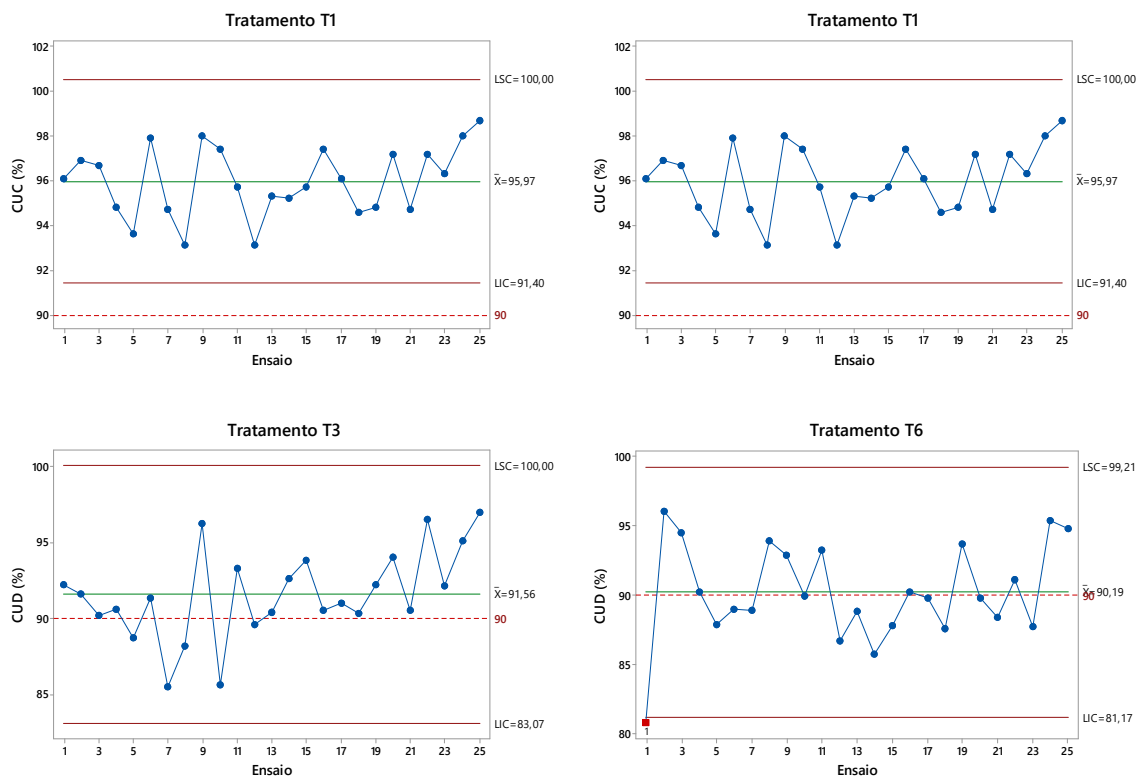 Tratamento T1
102
100
98
96
94
92
90
CUC (%)
LSC=100,00
X̄=95,97
LIC=91,40
90
1 3 5 7 9 11 13 15 17 19 21 23 25
Ensaio
Tratamento T1
102
100
98
96
94
92
90
CUC (%)
LSC=100,00
X̄=95,97
LIC=91,40
90
1 3 5 7 9 11 13 15 17 19 21 23 25
Ensaio
Tratamento T3
100
95
90
85
CUD (%)
LSC=100,00
X̄=91,56
90
LIC=83,07
1 3 5 7 9 11 13 15 17 19 21 23 25
Ensaio
Tratamento T6
100
95
90
85
80
CUD (%)
LSC=99,21
X̄=90,19
90
LIC=81,17
1
1 3 5 7 9 11 13 15 17 19 21 23 25
Ensaio